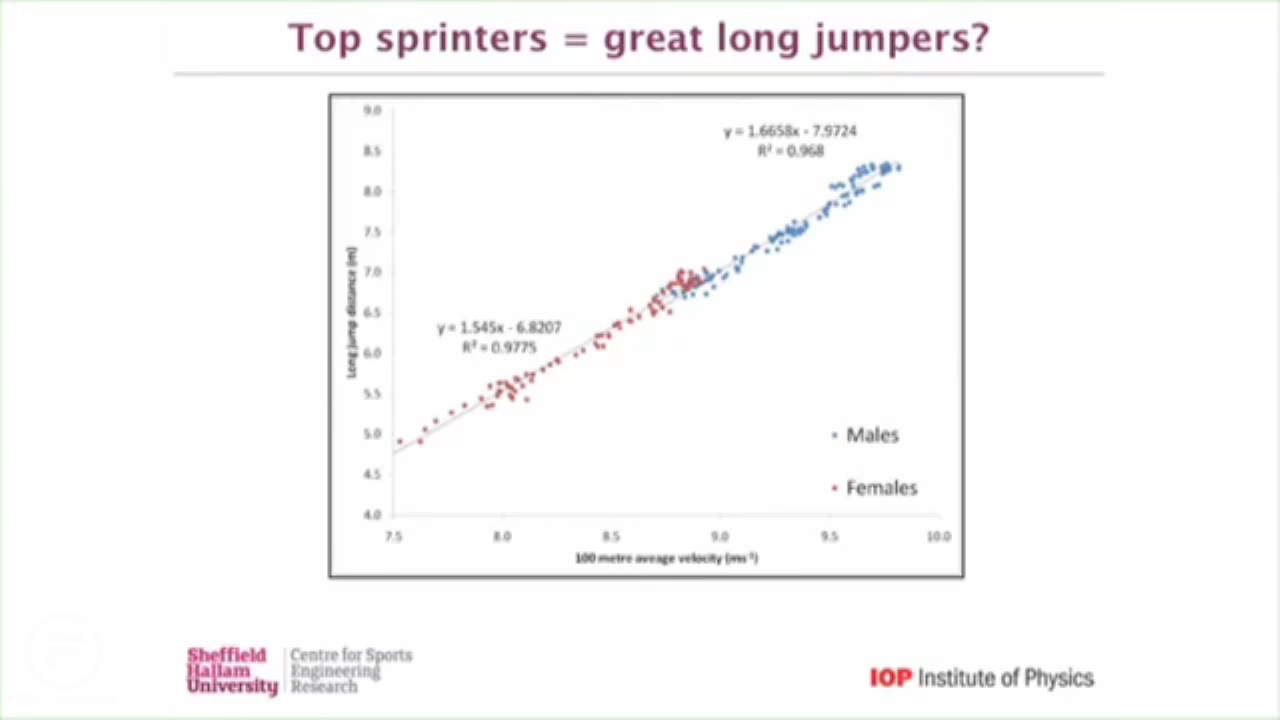 Top sprinters = great long jumpers?
9.0
8.5
8.0
7.5
7.0
6.5
6.0
5.5
5.0
4.5
4.0
Long jump distance (m)
y = 1.6658x - 7.9724
R² = 0.968
y = 1.545x - 6.8207
R² = 0.9775
Males
Females
7.5 8.0 8.5 9.0 9.5 10.0
100 metre aveage velocity (ms⁻¹)
Sheffield
Hallam
University
Centre for Sports
Engineering
Research
IOP Institute of Physics